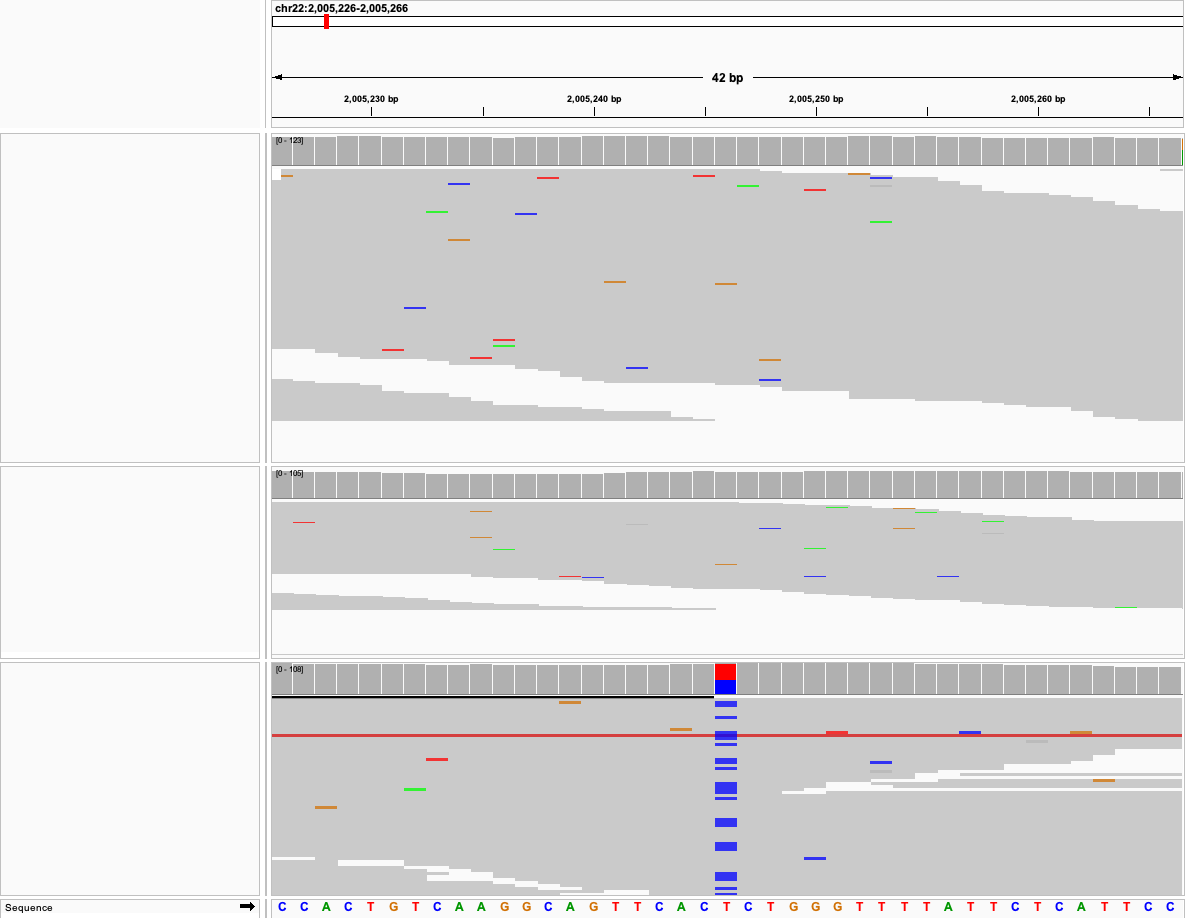 chr22:2,005,226-2,005,266
42 bp
2,005,230 bp 2,005,240 bp 2,005,250 bp 2,005,260 bp
[0 - 123]
[0 - 105]
[0 - 108]
Sequence C C A C T G T C A A G G C A G T T C A C T C T G G G T T T T A T T C T C A T T C C